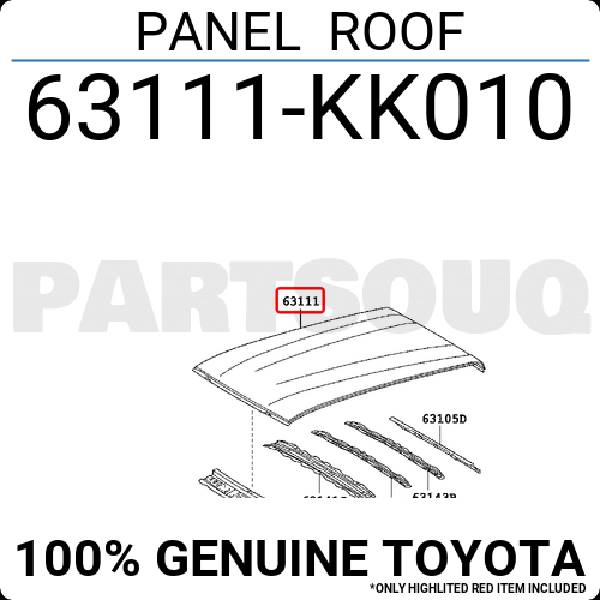 PANEL ROOF
63111-KK010
PARTSOUQ
63111
63105D
100% GENUINE TOYOTA
*ONLY HIGHLITED RED ITEM INCLUDED